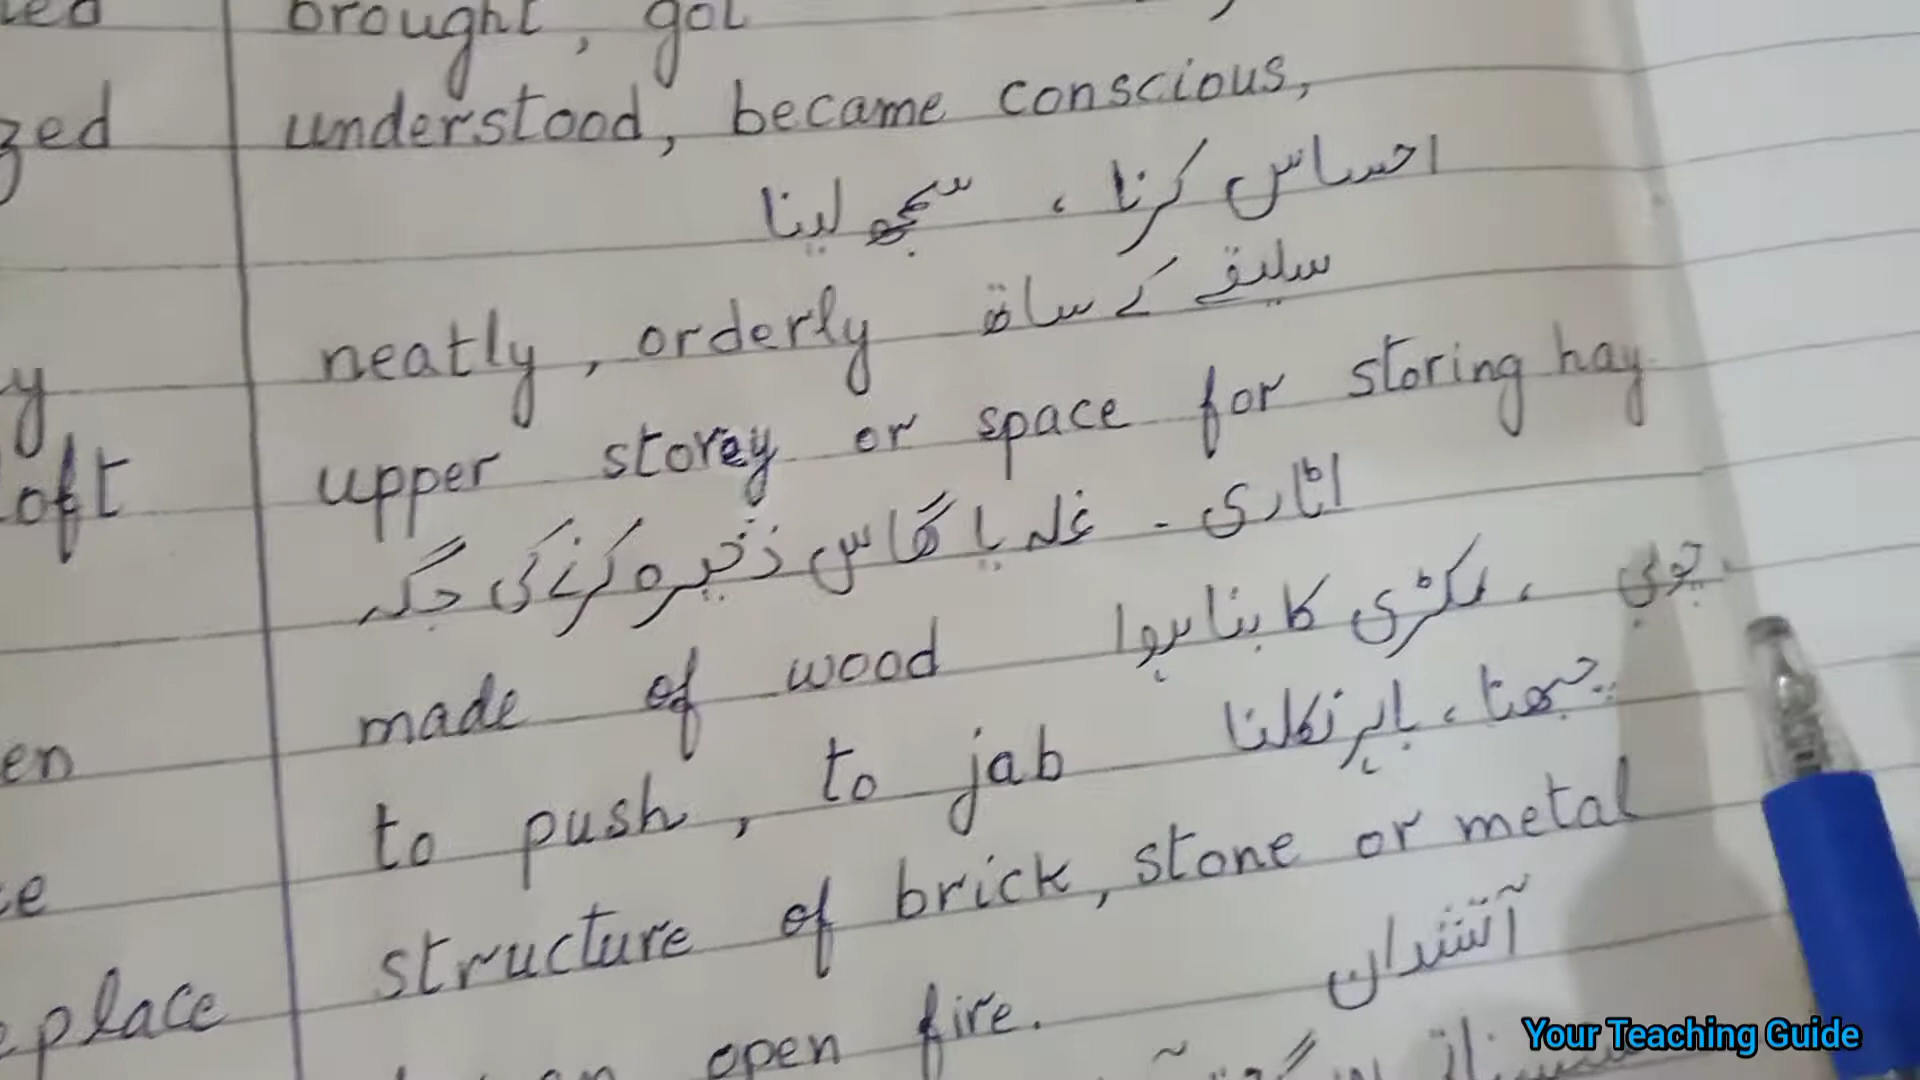 brought, got
zed understood, became conscious,
احساس کرنا ، سمجھ لینا
y neatly, orderly سلیقے کے ساتھ
oft upper storey or space for storing hay.
اٹاری ۔ غلہ یا گھاس ذخیرہ کرنے کی جگہ
en made of wood چوبی ، لکڑی کا بنا ہوا
to push, to jab چبھنا ، باہر نکلنا
e structure of brick, stone or metal
place open fire. آتشدان
Your Teaching Guide